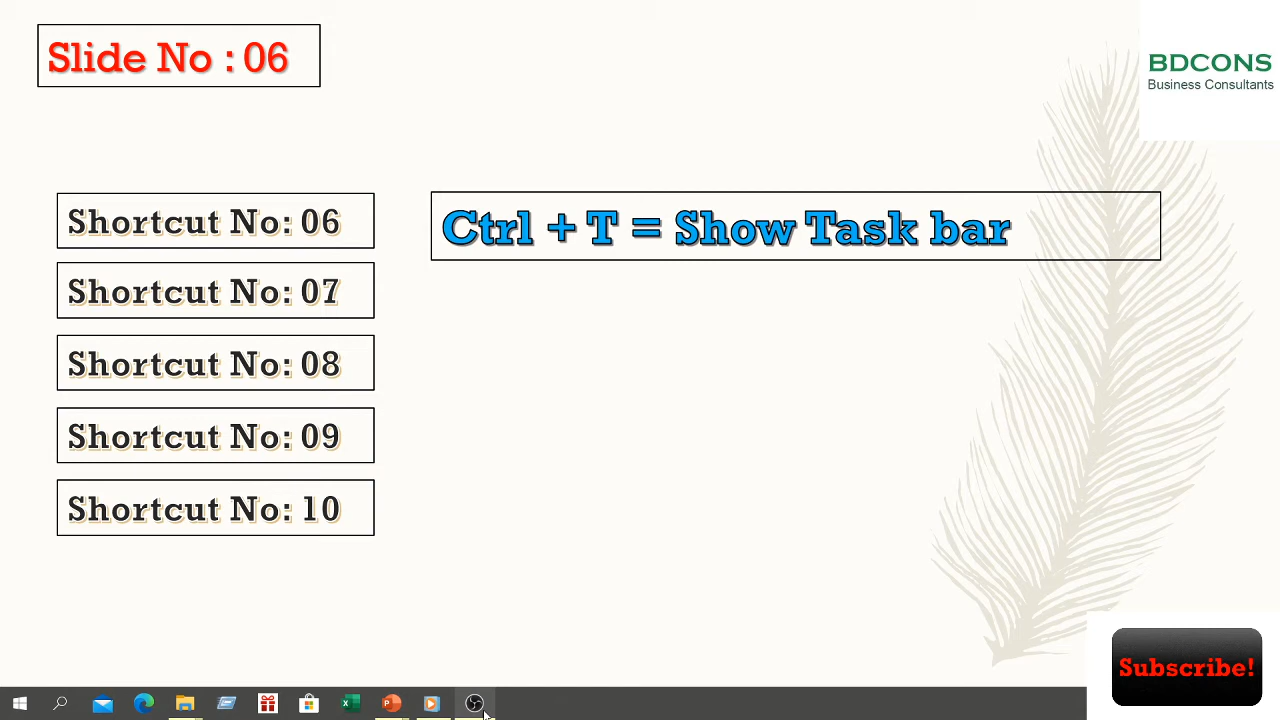 Slide No : 06
BDCONS
Business Consultants
Shortcut No: 06
Ctrl + T = Show Task bar
Shortcut No: 07
Shortcut No: 08
Shortcut No: 09
Shortcut No: 10
Subscribe!